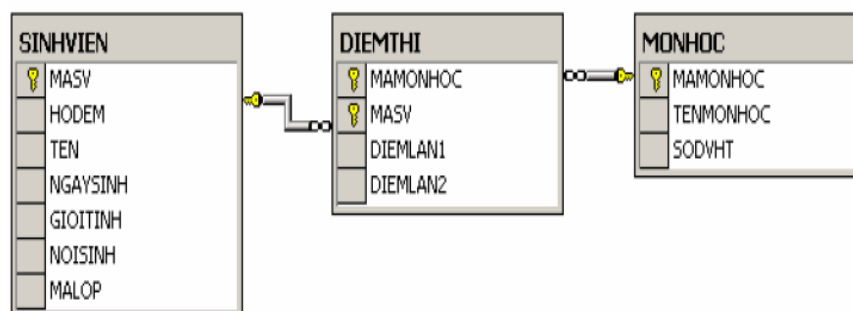 SINHVIEN
MASV
HODEM
TEN
NGAYSINH
GIOITINH
NOISINH
MALOP
DIEMTHI
MAMONHOC
MASV
DIEMLAN1
DIEMLAN2
MONHOC
MAMONHOC
TENMONHOC
SODVHT